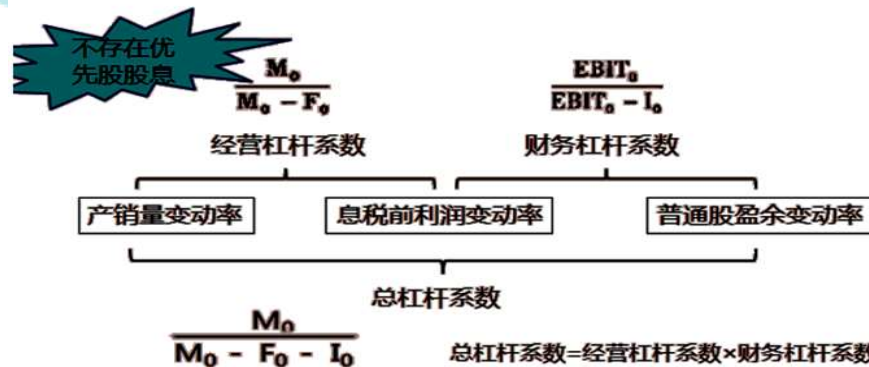 不存在优
先股股息
M₀
M₀ − F₀
EBIT₀
EBIT₀ − I₀
经营杠杆系数
财务杠杆系数
产销量变动率
息税前利润变动率
普通股盈余变动率
总杠杆系数
M₀
M₀ - F₀ - I₀
总杠杆系数=经营杠杆系数×财务杠杆系数